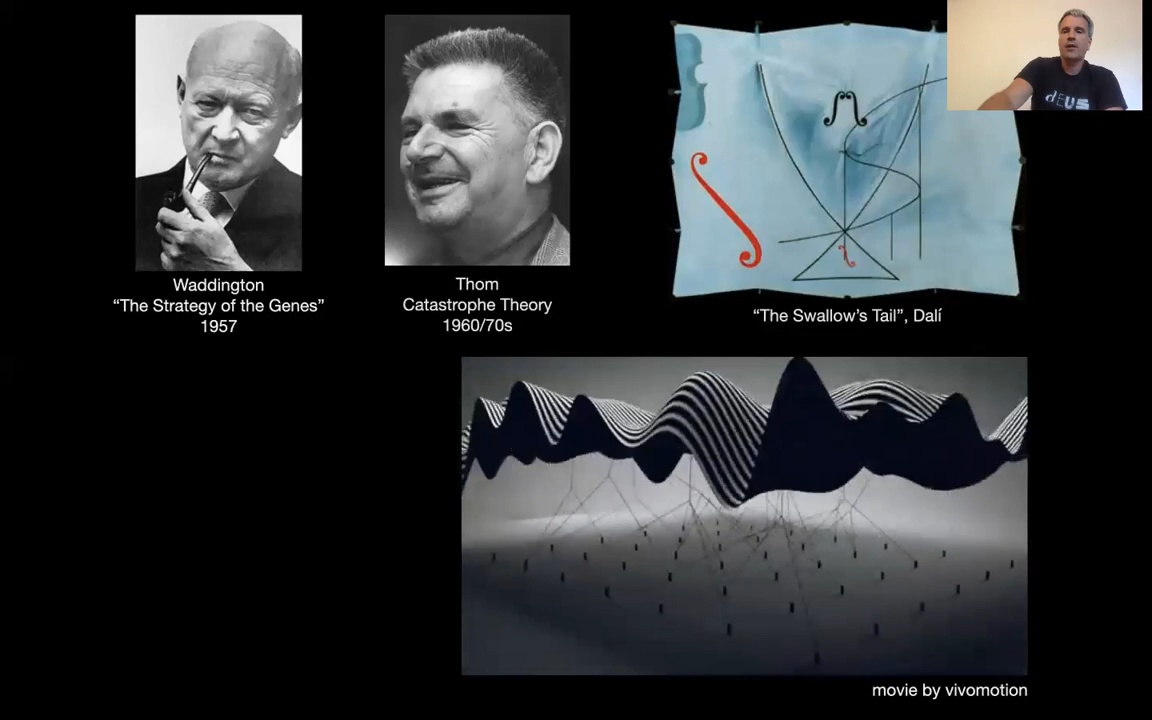 Waddington
“The Strategy of the Genes”
1957
Thom
Catastrophe Theory
1960/70s
“The Swallow’s Tail”, Dalí
dEUS
movie by vivomotion